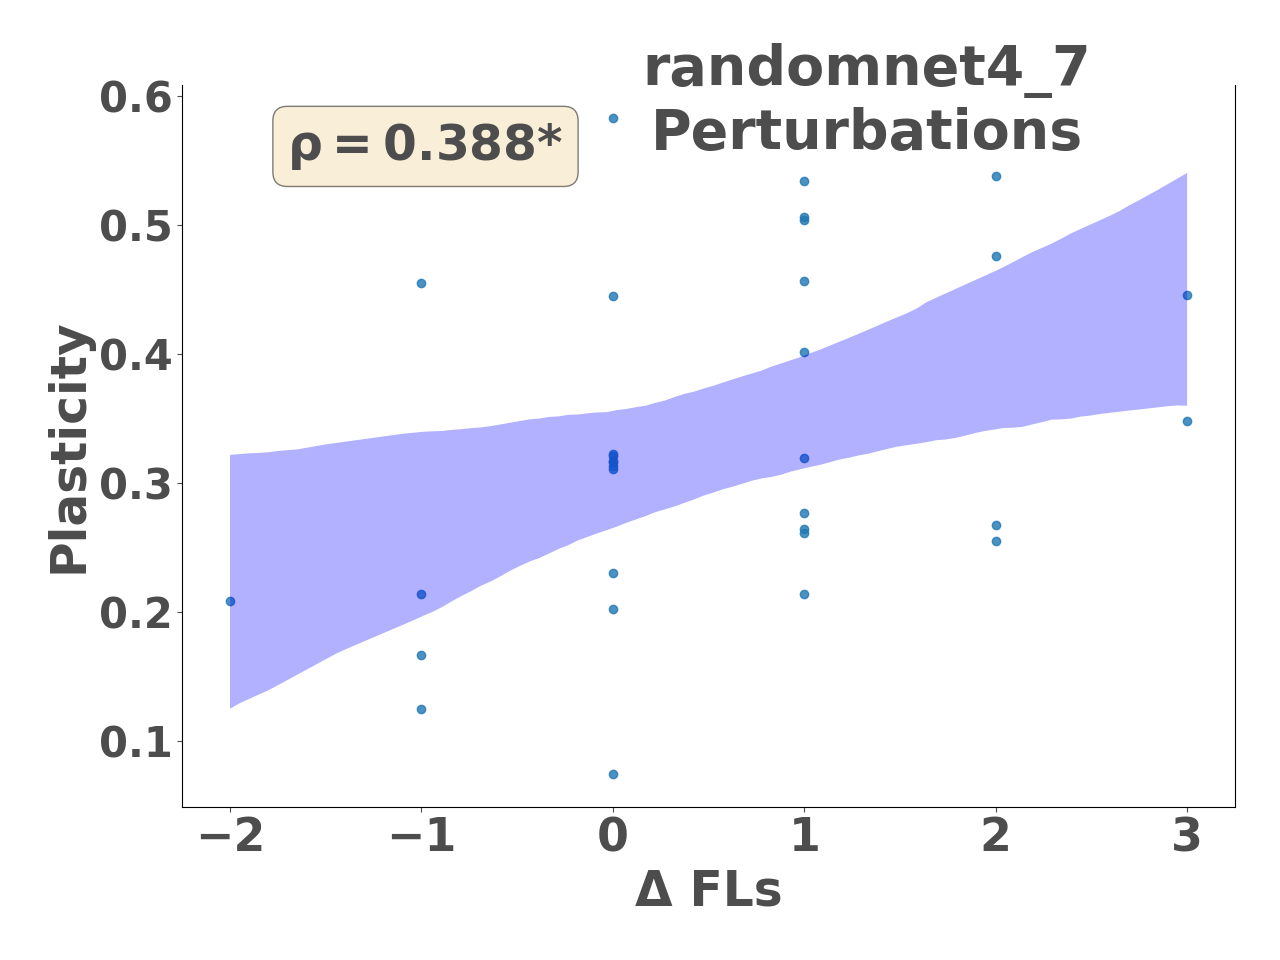 randomnet4_7
Perturbations
ρ = 0.388*
0.6
0.5
0.4
0.3
0.2
0.1
Plasticity
−2 −1 0 1 2 3
Δ FLs